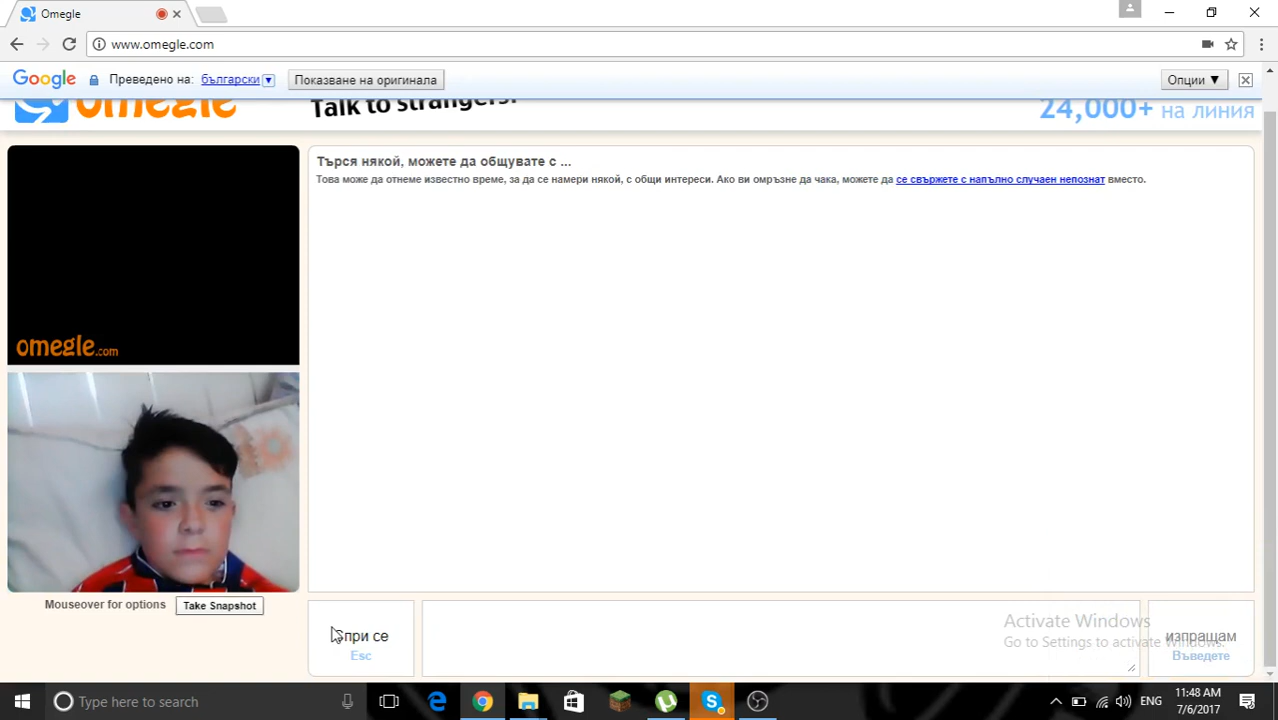 Omegle
www.omegle.com
Google Преведено на: български Показване на оригинала Опции ▼
omegle Talk to strangers! 24,000+ на линия
Търся някой, можете да общувате с ...
Това може да отнеме известно време, за да се намери някой, с общи интереси. Ако ви омръзне да чака, можете да се свържете с напълно случаен непознат вместо.
omegle.com
Mouseover for options Take Snapshot
при се
Esc
Activate Windows
Go to Settings to activate Windows.
изпращам
Въведете
Type here to search
ENG
11:48 AM
7/6/2017